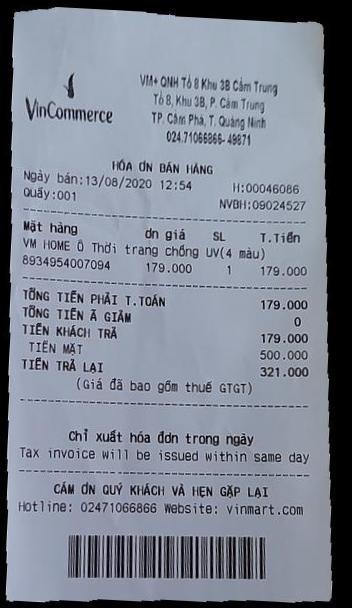 VinCommerce
VM+ QNH Tổ 8 Khu 3B Cẩm Trung
Tổ 8, Khu 3B, P. Cẩm Trung
TP. Cẩm Phả, T. Quảng Ninh
024.71066866-49871
HÓA ƠN BÁN HÀNG
Ngày bán:13/08/2020 12:54 H:00046086
Quầy:001 NVBH:09024527
Mặt hàng ơn giá SL T.Tiền
VM HOME Ô Thời trang chống UV(4 màu)
8934954007094 179.000 1 179.000
TỔNG TIỀN PHẢI T.TOÁN 179.000
TỔNG TIỀN Ã GIẢM 0
TIỀN KHÁCH TRẢ 179.000
TIỀN MẶT 500.000
TIỀN TRẢ LẠI 321.000
(Giá đã bao gồm thuế GTGT)
Chỉ xuất hóa đơn trong ngày
Tax invoice will be issued within same day
CÁM ƠN QUÝ KHÁCH VÀ HẸN GẶP LẠI
Hotline: 02471066866 Website: vinmart.com